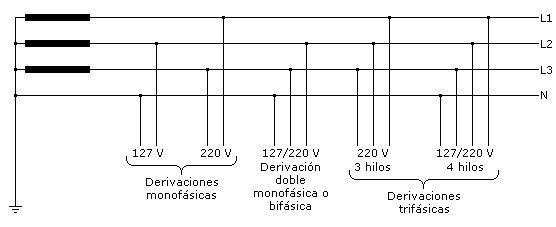 L1
L2
L3
N
127 V
220 V
127/220 V
220 V
127/220 V
3 hilos
4 hilos
Derivación
doble
monofásica o
bifásica
Derivaciones
monofásicas
Derivaciones
trifásicas